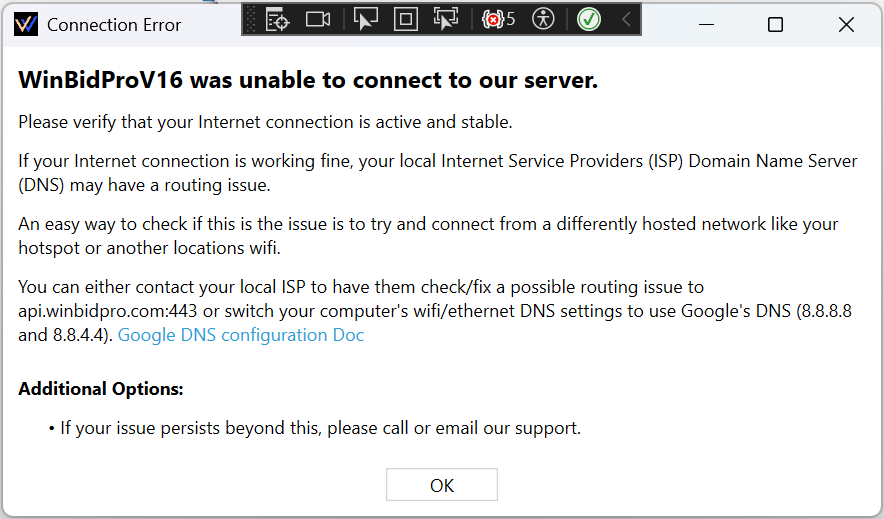 Connection Error
5
WinBidProV16 was unable to connect to our server.
Please verify that your Internet connection is active and stable.
If your Internet connection is working fine, your local Internet Service Providers (ISP) Domain Name Server
(DNS) may have a routing issue.
An easy way to check if this is the issue is to try and connect from a differently hosted network like your
hotspot or another locations wifi.
You can either contact your local ISP to have them check/fix a possible routing issue to
api.winbidpro.com:443 or switch your computer's wifi/ethernet DNS settings to use Google's DNS (8.8.8.8
and 8.8.4.4). Google DNS configuration Doc
Additional Options:
• If your issue persists beyond this, please call or email our support.
OK